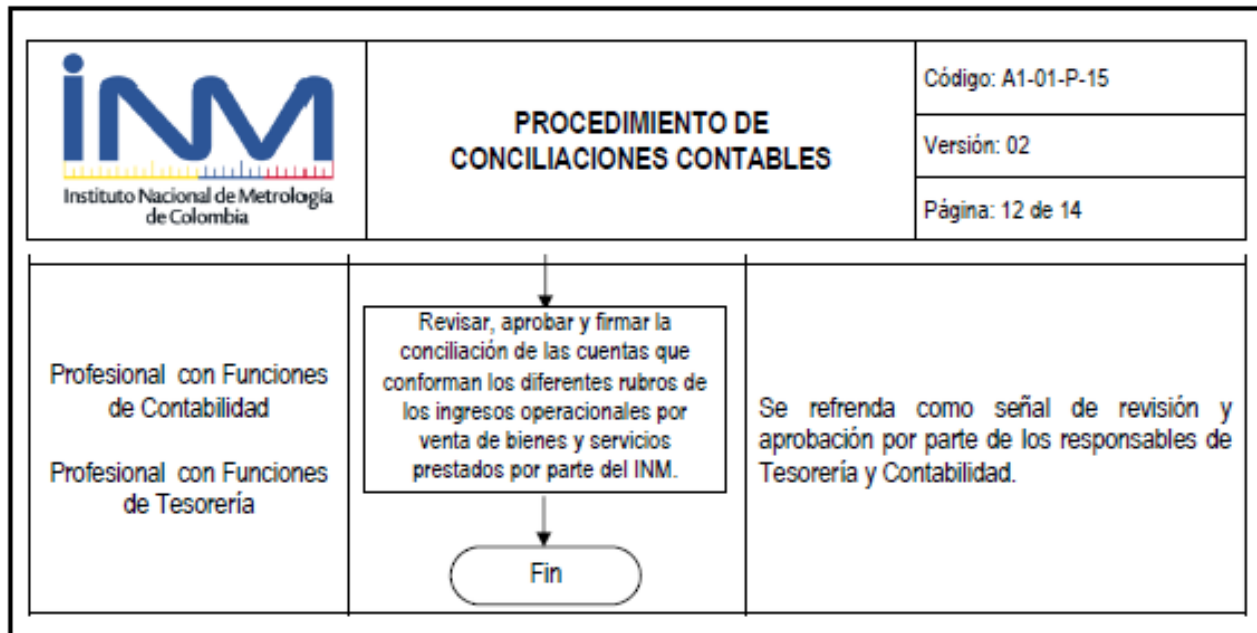 iNM
Instituto Nacional de Metrología
de Colombia
PROCEDIMIENTO DE
CONCILIACIONES CONTABLES
Código: A1-01-P-15
Versión: 02
Página: 12 de 14
Profesional con Funciones
de Contabilidad
Profesional con Funciones
de Tesorería
Revisar, aprobar y firmar la
conciliación de las cuentas que
conforman los diferentes rubros de
los ingresos operacionales por
venta de bienes y servicios
prestados por parte del INM.
Fin
Se refrenda como señal de revisión y
aprobación por parte de los responsables de
Tesorería y Contabilidad.